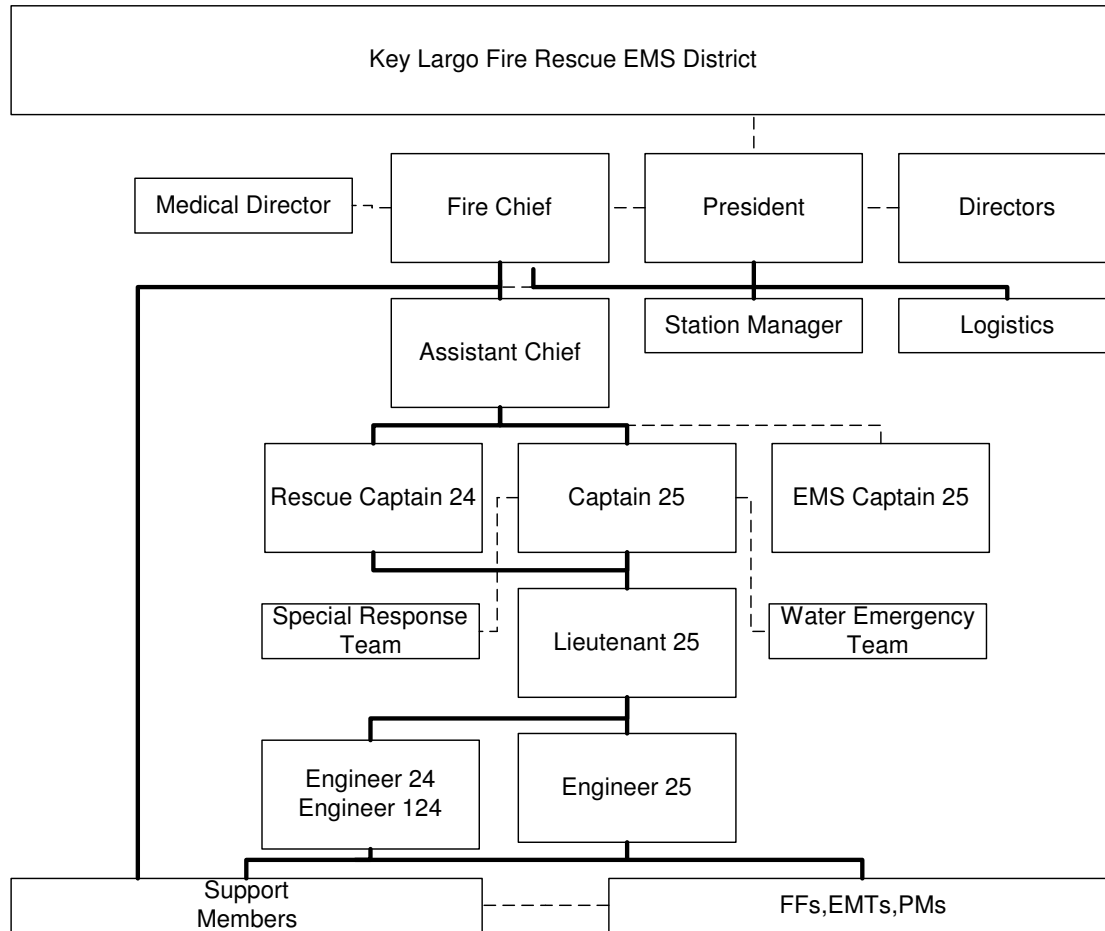 Key Largo Fire Rescue EMS District
Medical Director
Fire Chief
President
Directors
Assistant Chief
Station Manager
Logistics
Rescue Captain 24
Captain 25
EMS Captain 25
Special Response
Team
Lieutenant 25
Water Emergency
Team
Engineer 24
Engineer 124
Engineer 25
Support
Members
FFs,EMTs,PMs